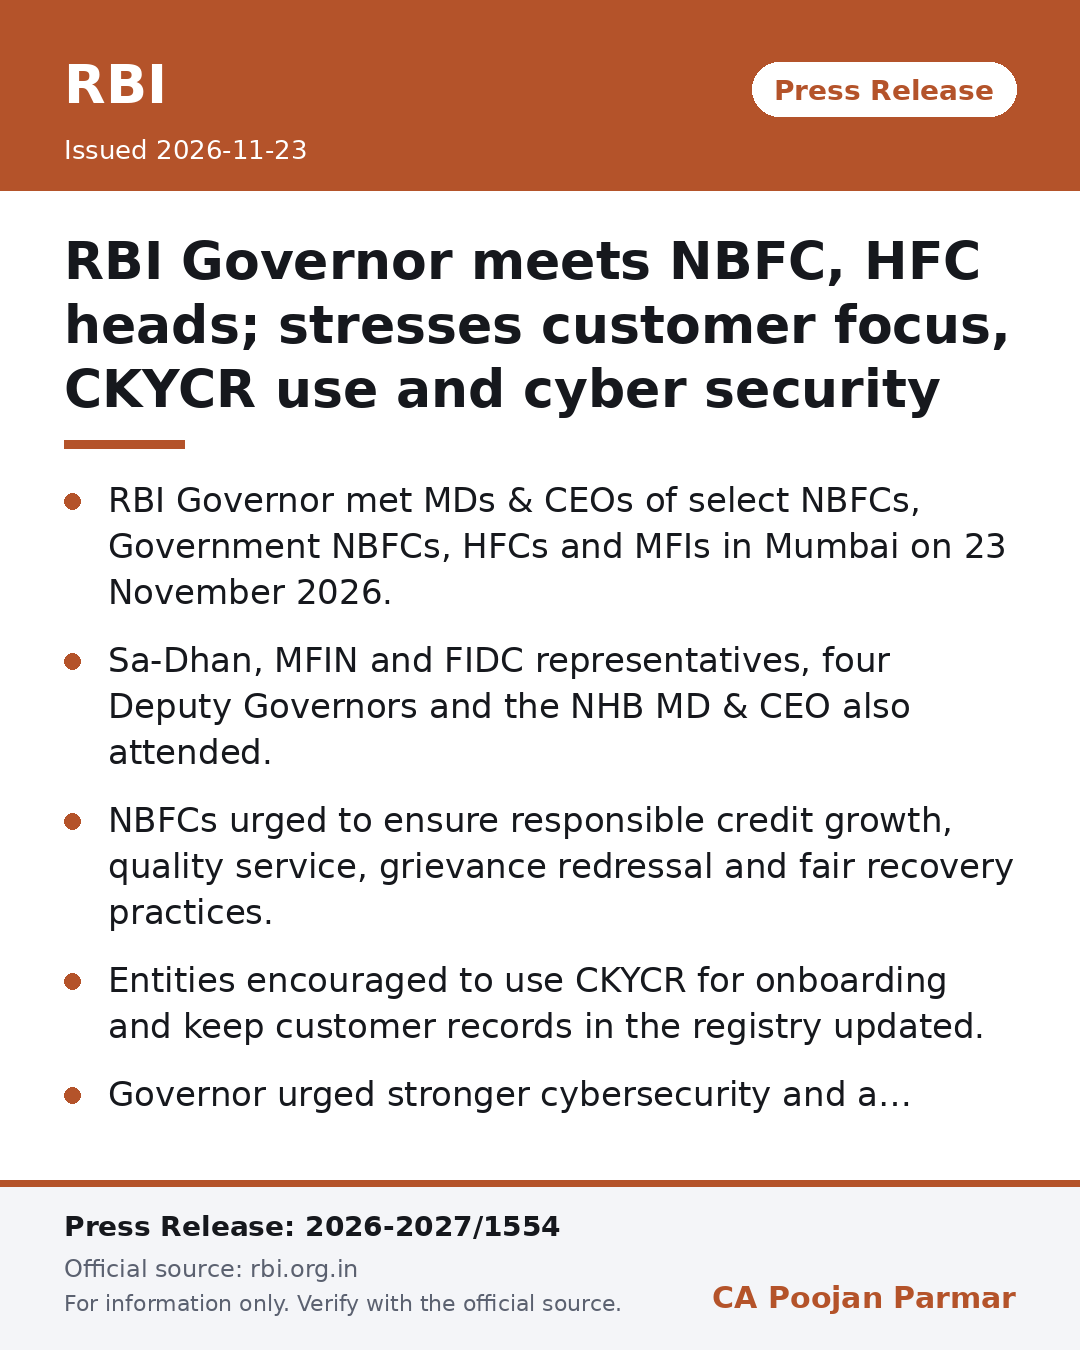 RBI
Press Release
Issued 2026-11-23
RBI Governor meets NBFC, HFC
heads; stresses customer focus,
CKYCR use and cyber security
RBI Governor met MDs & CEOs of select NBFCs,
Government NBFCs, HFCs and MFIs in Mumbai on 23
November 2026.
Sa-Dhan, MFIN and FIDC representatives, four
Deputy Governors and the NHB MD & CEO also
attended.
NBFCs urged to ensure responsible credit growth,
quality service, grievance redressal and fair recovery
practices.
Entities encouraged to use CKYCR for onboarding
and keep customer records in the registry updated.
Governor urged stronger cybersecurity and a…
Press Release: 2026-2027/1554
Official source: rbi.org.in
For information only. Verify with the official source.
CA Poojan Parmar